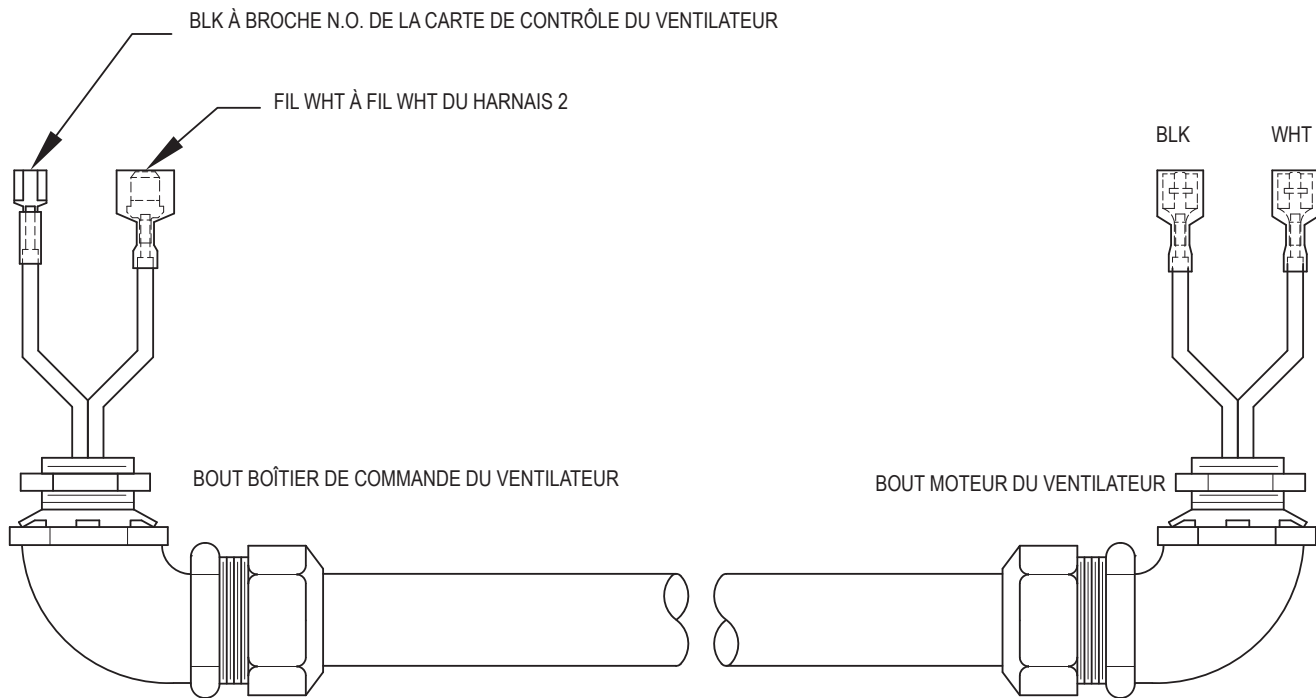 BLK À BROCHE N.O. DE LA CARTE DE CONTRÔLE DU VENTILATEUR
FIL WHT À FIL WHT DU HARNAIS 2
BLK
WHT
BOUT BOÎTIER DE COMMANDE DU VENTILATEUR
BOUT MOTEUR DU VENTILATEUR